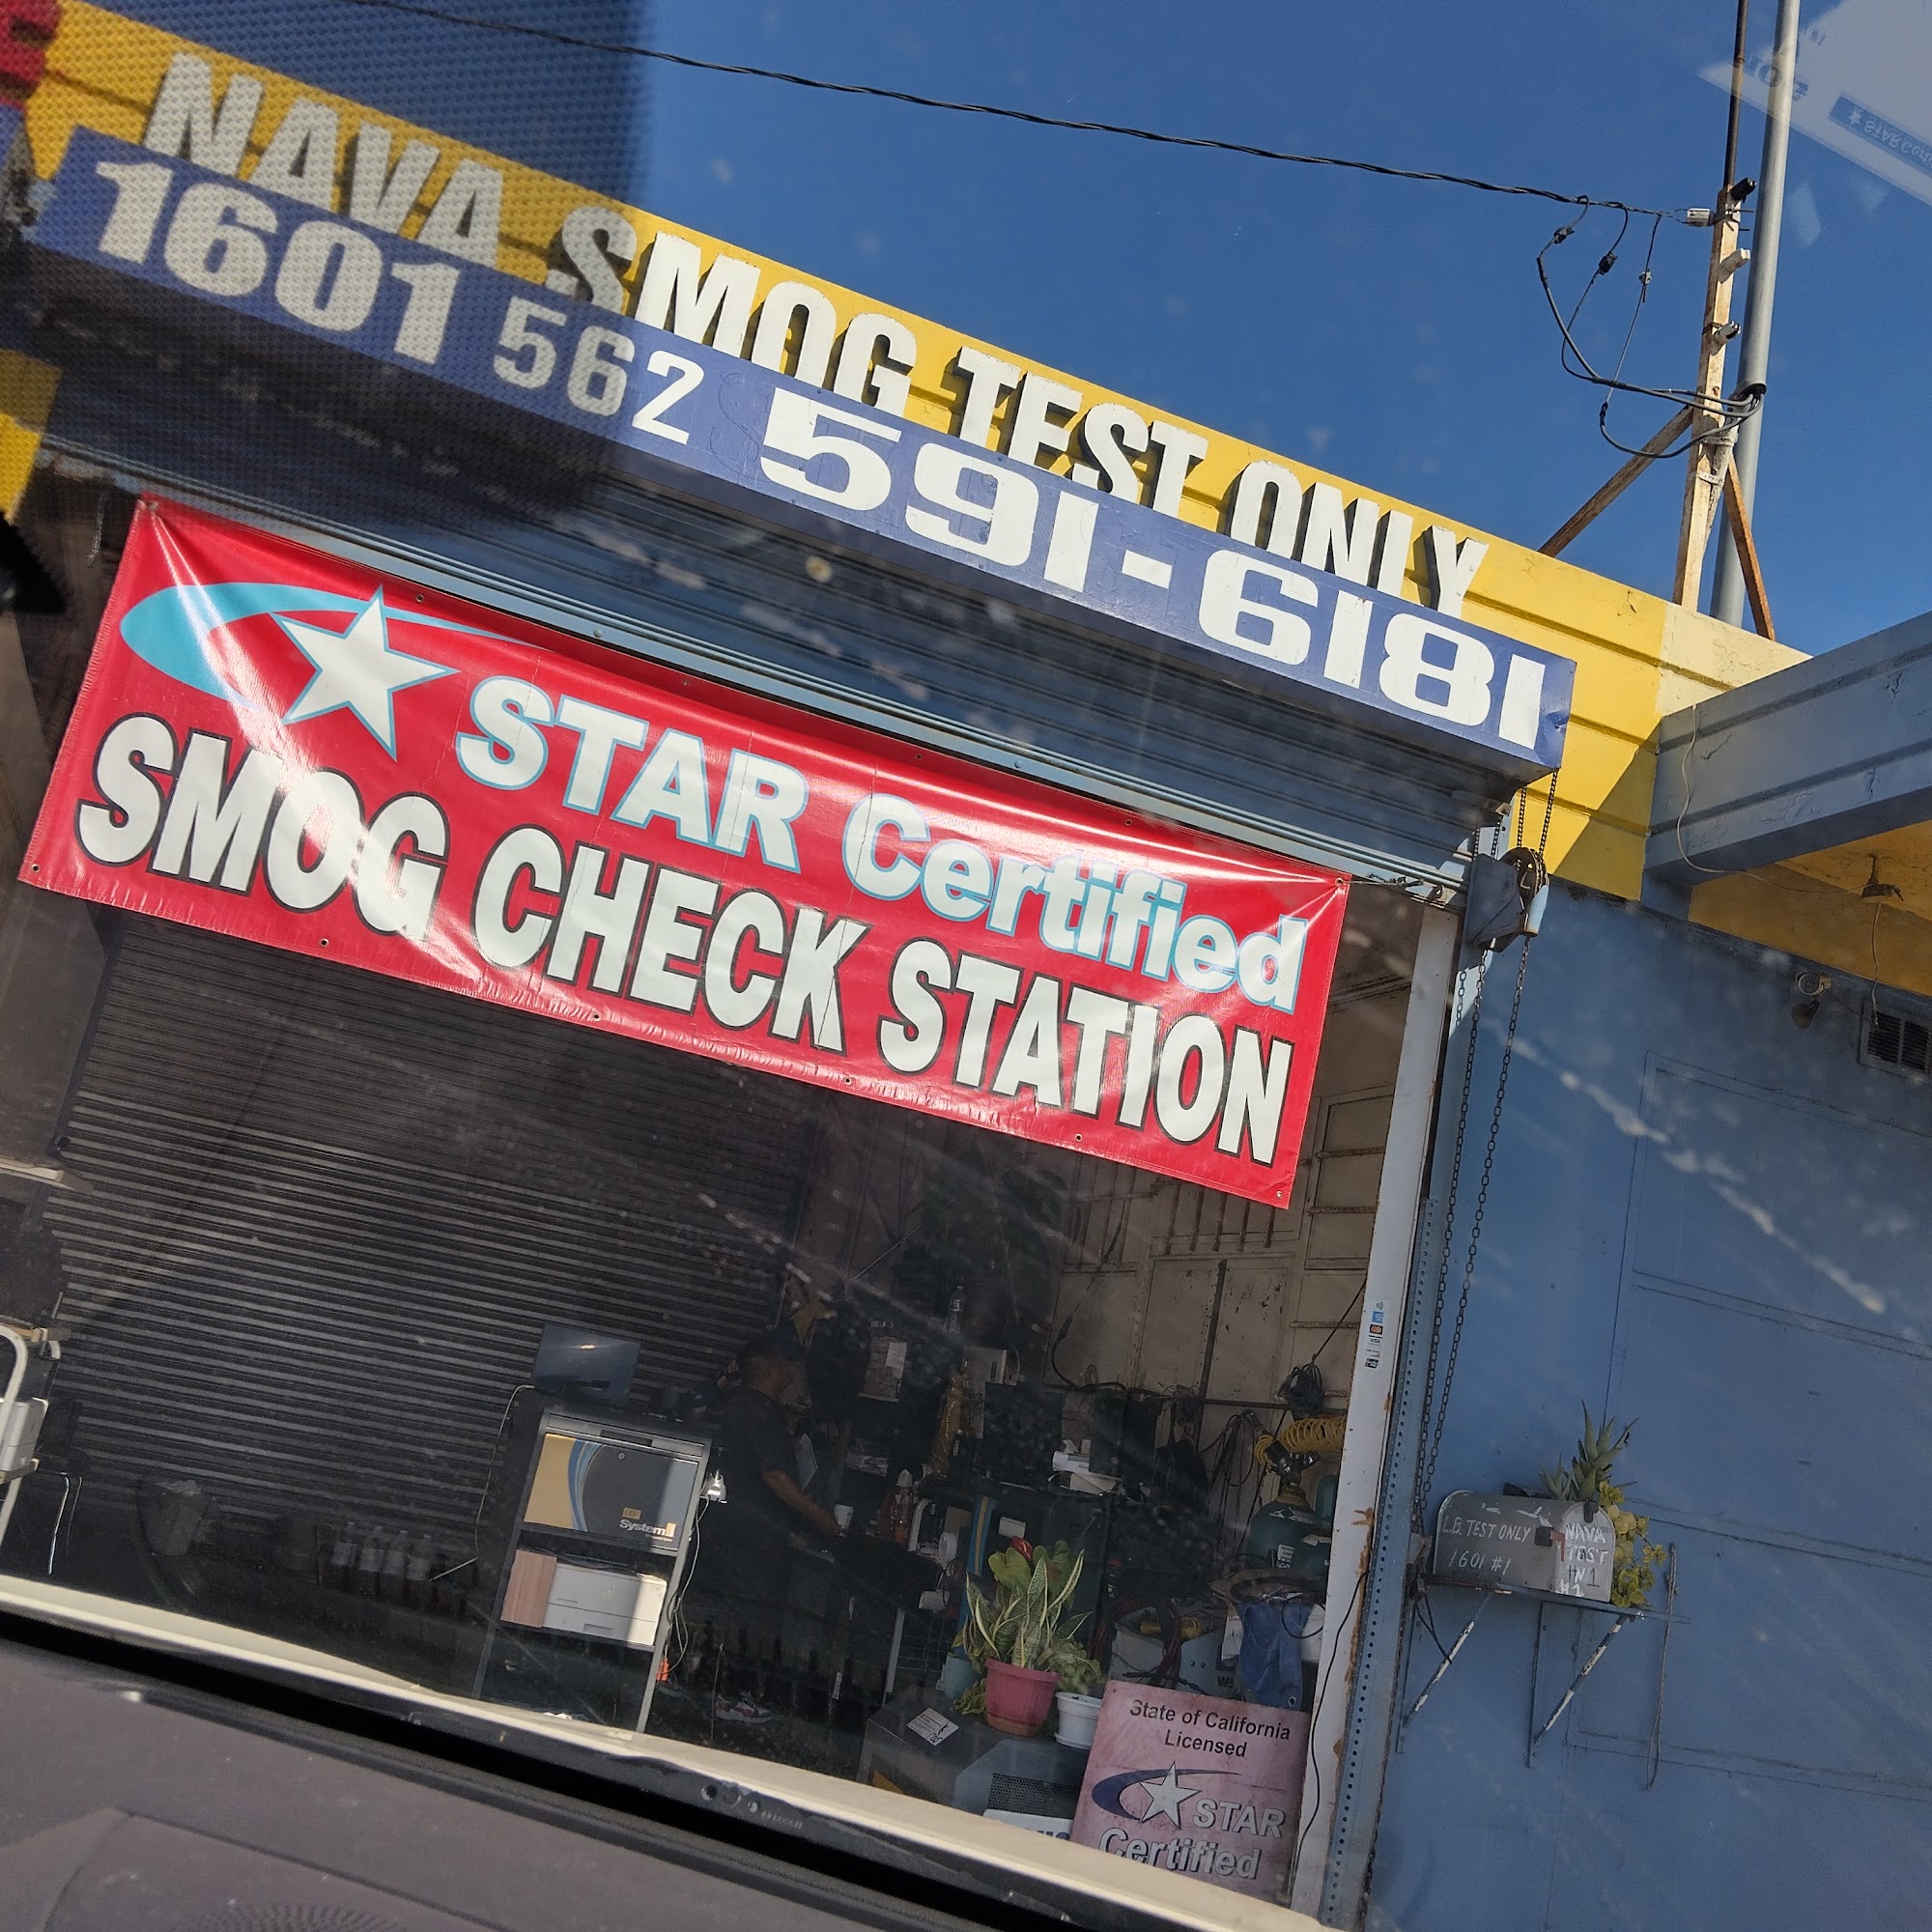 NAVA SMOG TEST ONLY
1601 562 591-6181
STAR Certified
SMOG CHECK STATION
System
L.B. TEST ONLY
1601 #1
NAVA
TEST
State of California
Licensed
STAR
Certified